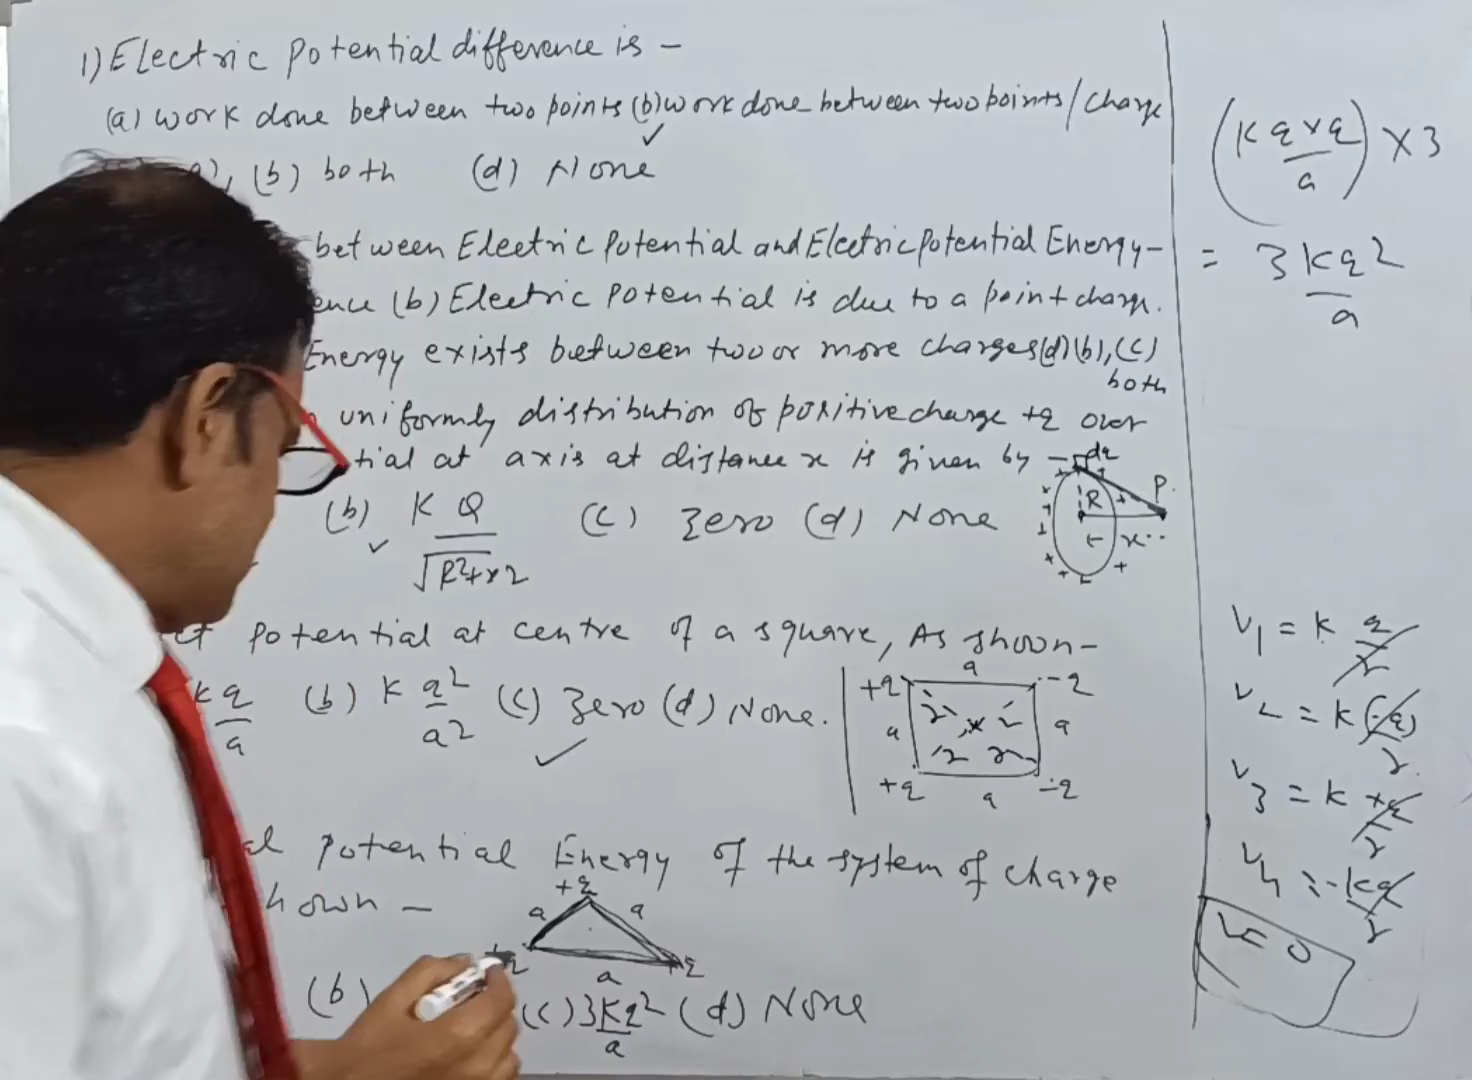 1) Electric Potential difference is -
(a) work done between two points (b) work done between two points/charge
(b) both (d) None
between Electric Potential and Electric Potential Energy-
(b) Electric Potential is due to a point charge.
Energy exists between two or more charges (d) (b), (c)
both
uniformly distribution of positive charge +q over
at axis at distance x is given by - dq
(b) KQ/√R²+x² (c) zero (d) None
R P x
Potential at centre of a square, As shown-
Kq/a (b) K q²/a² (c) zero (d) None.
+q a -q
a r r r r a
+q a -q
Potential Energy of the system of charge
hown -
+q
a a
a q
(b) (c) 3Kq²/a (d) None
(K q×q/a) × 3
= 3Kq²/a
V1 = K q/r
V2 = K (-q)/r
V3 = K +q/r
V4 = -Kq/r
V = 0